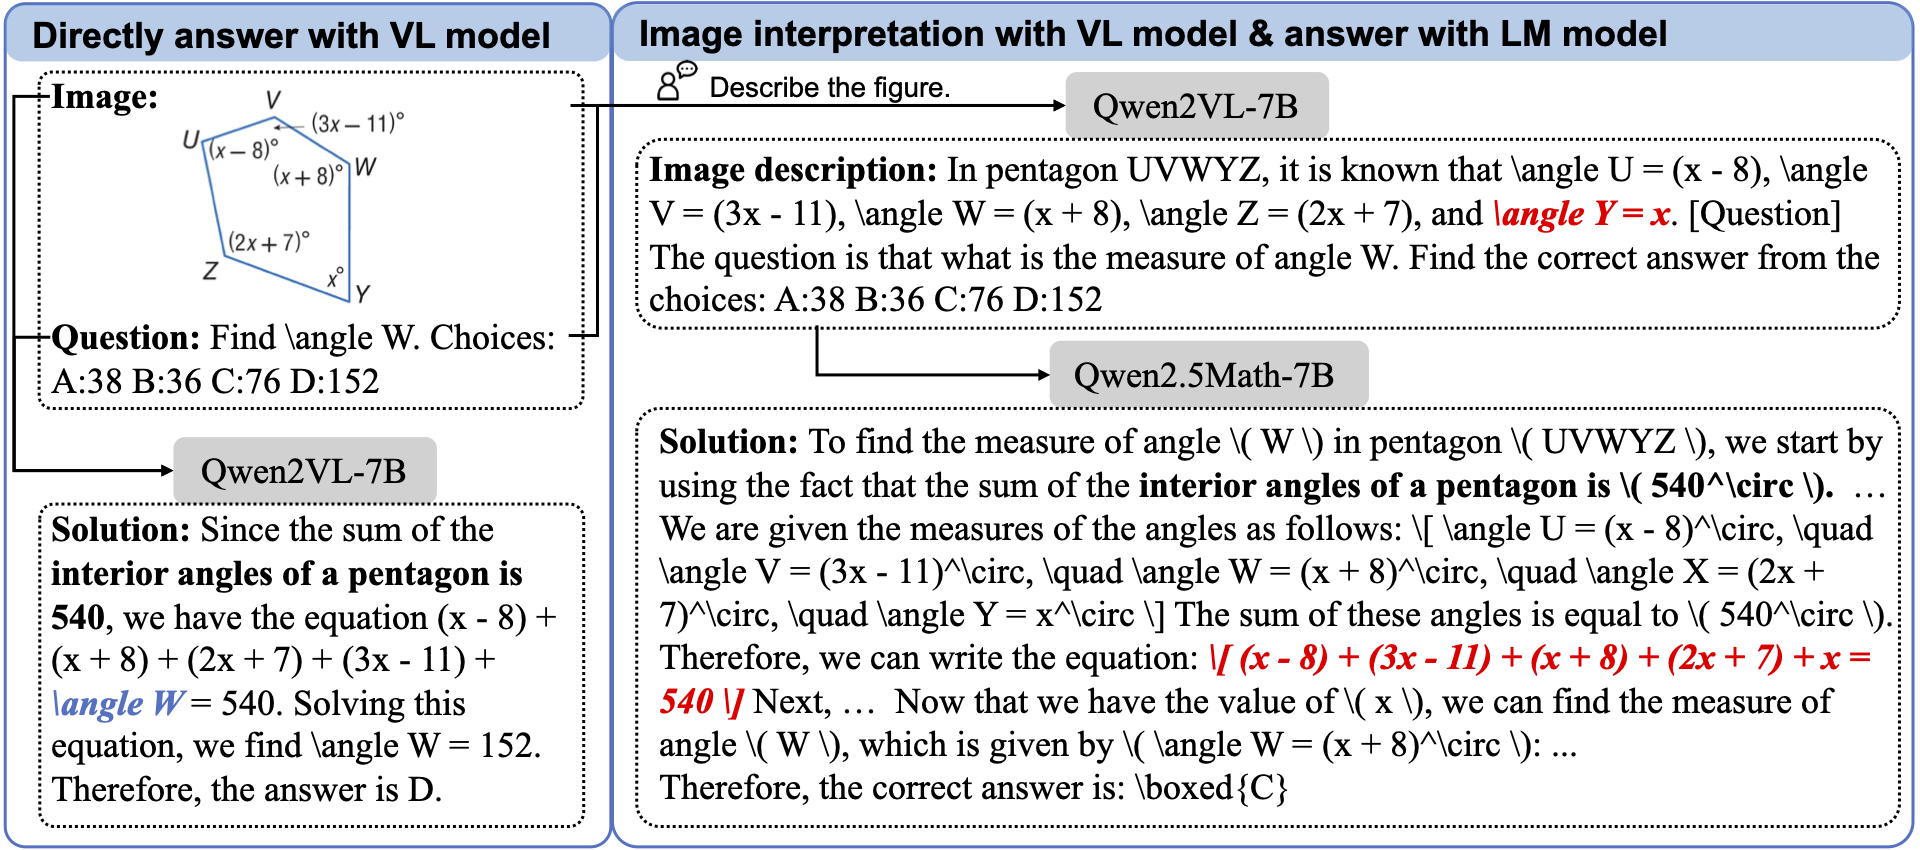 Directly answer with VL model
Image:
V
(3x – 11)°
U
(x – 8)°
(x + 8)°
W
(2x + 7)°
Z
x°
Y
Question: Find \angle W. Choices:
A:38 B:36 C:76 D:152
Qwen2VL-7B
Solution: Since the sum of the
interior angles of a pentagon is
540, we have the equation (x - 8) +
(x + 8) + (2x + 7) + (3x - 11) +
\angle W = 540. Solving this
equation, we find \angle W = 152.
Therefore, the answer is D.
Image interpretation with VL model & answer with LM model
Describe the figure.
Qwen2VL-7B
Image description: In pentagon UVWYZ, it is known that \angle U = (x - 8), \angle
V = (3x - 11), \angle W = (x + 8), \angle Z = (2x + 7), and \angle Y = x. [Question]
The question is that what is the measure of angle W. Find the correct answer from the
choices: A:38 B:36 C:76 D:152
Qwen2.5Math-7B
Solution: To find the measure of angle \( W \) in pentagon \( UVWYZ \), we start by
using the fact that the sum of the interior angles of a pentagon is \( 540^\circ \). …
We are given the measures of the angles as follows: \[ \angle U = (x - 8)^\circ, \quad
\angle V = (3x - 11)^\circ, \quad \angle W = (x + 8)^\circ, \quad \angle X = (2x +
7)^\circ, \quad \angle Y = x^\circ \] The sum of these angles is equal to \( 540^\circ \).
Therefore, we can write the equation: \[ (x - 8) + (3x - 11) + (x + 8) + (2x + 7) + x =
540 \] Next, … Now that we have the value of \( x \), we can find the measure of
angle \( W \), which is given by \( \angle W = (x + 8)^\circ \): ...
Therefore, the correct answer is: \boxed{C}